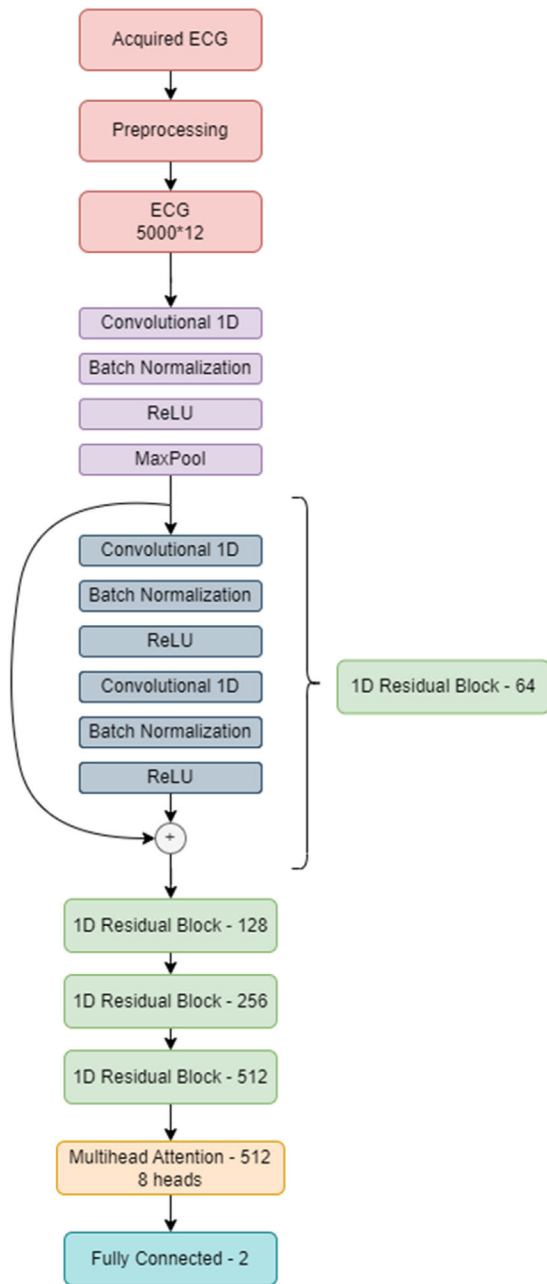 Acquired ECG
Preprocessing
ECG
5000*12
Convolutional 1D
Batch Normalization
ReLU
MaxPool
Convolutional 1D
Batch Normalization
ReLU
Convolutional 1D
Batch Normalization
ReLU
+
1D Residual Block - 64
1D Residual Block - 128
1D Residual Block - 256
1D Residual Block - 512
Multihead Attention - 512
8 heads
Fully Connected - 2